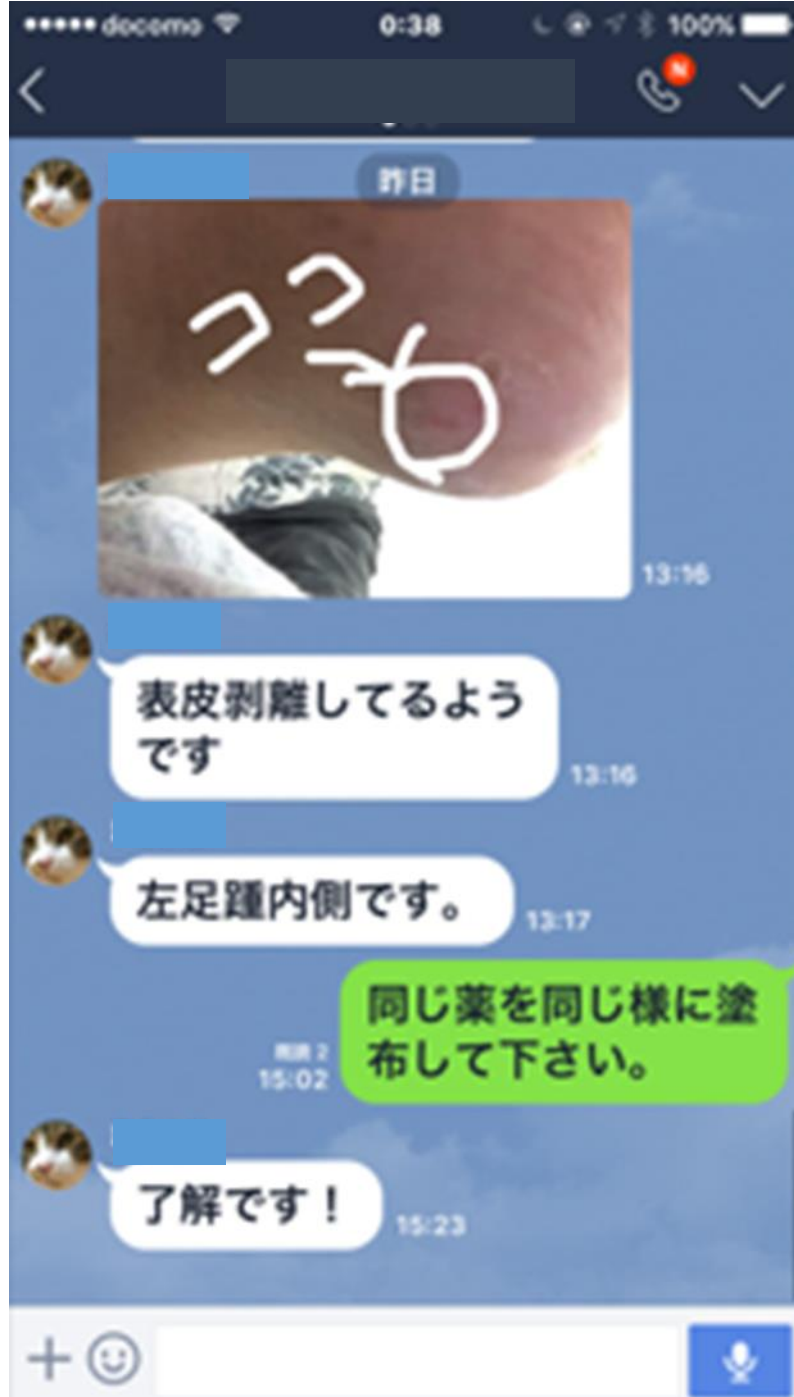 docomo
0:38
100%
N
昨日
ココ
13:16
表皮剥離してるよう
です
13:16
左足踵内側です。
13:17
同じ薬を同じ様に塗
布して下さい。
既読 2
15:02
了解です！
15:23